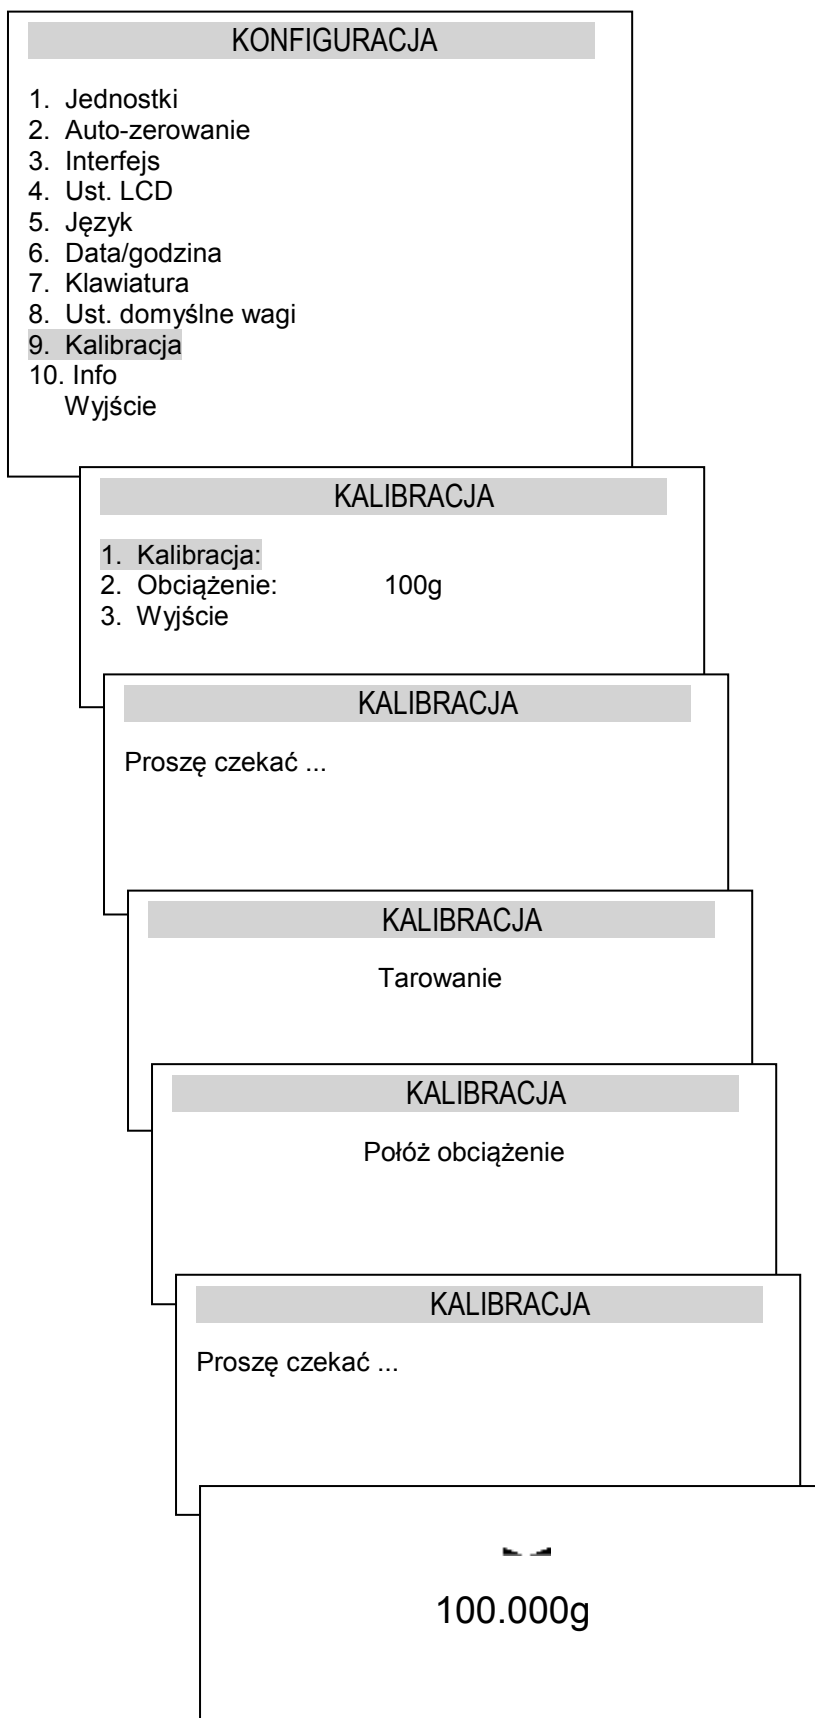 KONFIGURACJA
1. Jednostki
2. Auto-zerowanie
3. Interfejs
4. Ust. LCD
5. Język
6. Data/godzina
7. Klawiatura
8. Ust. domyślne wagi
9. Kalibracja
10. Info
Wyjście
KALIBRACJA
1. Kalibracja:
2. Obciążenie: 100g
3. Wyjście
KALIBRACJA
Proszę czekać ...
KALIBRACJA
Tarowanie
KALIBRACJA
Połóż obciążenie
KALIBRACJA
Proszę czekać ...
100.000g